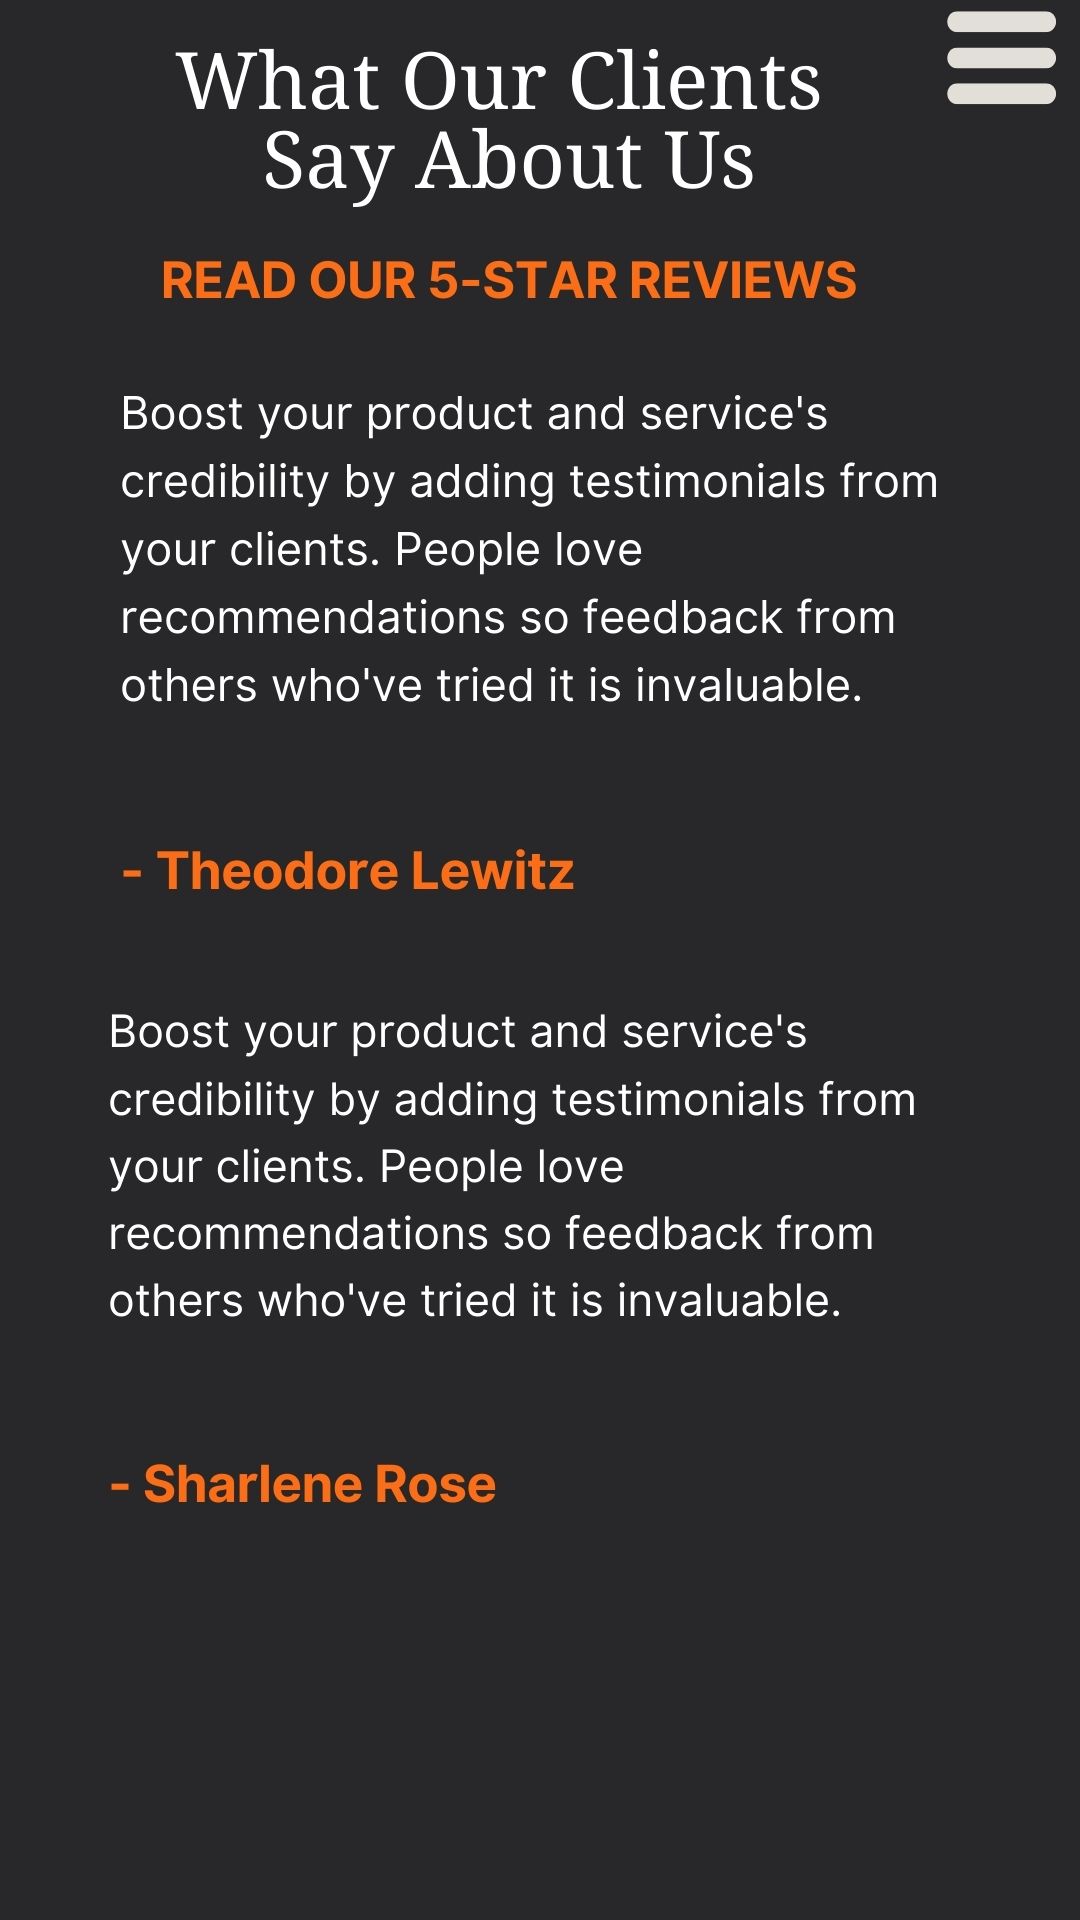 What Our Clients
Say About Us
READ OUR 5-STAR REVIEWS
Boost your product and service's
credibility by adding testimonials from
your clients. People love
recommendations so feedback from
others who've tried it is invaluable.
- Theodore Lewitz
Boost your product and service's
credibility by adding testimonials from
your clients. People love
recommendations so feedback from
others who've tried it is invaluable.
- Sharlene Rose